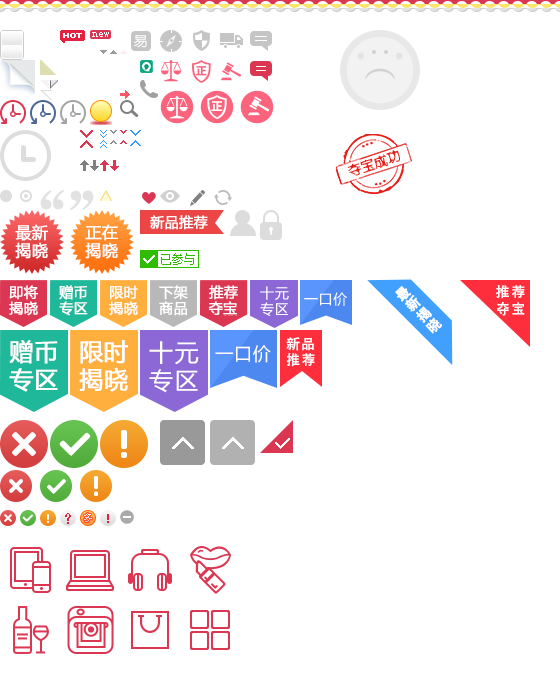 HOT
new
易
正
正
夺宝成功
最新
揭晓
正在
揭晓
新品推荐
已参与
即将
揭晓
赠币
专区
限时
揭晓
下架
商品
推荐
夺宝
十元
专区
一口价
最新揭晓
推荐
夺宝
赠币
专区
限时
揭晓
十元
专区
一口价
新品
推荐